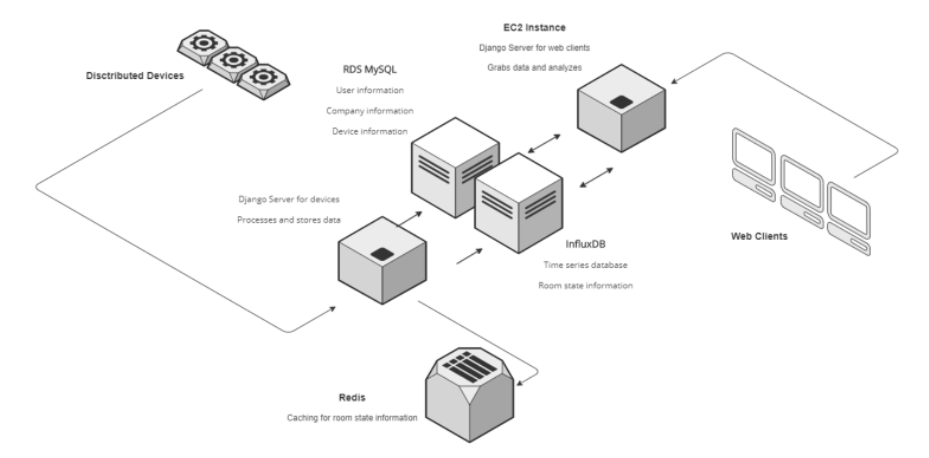 EC2 Instance
Django Server for web clients
Grabs data and analyzes
Disctributed Devices
RDS MySQL
User information
Company information
Device information
Django Server for devices
Processes and stores data
Web Clients
InfluxDB
Time series database
Room state information
Redis
Caching for room state information